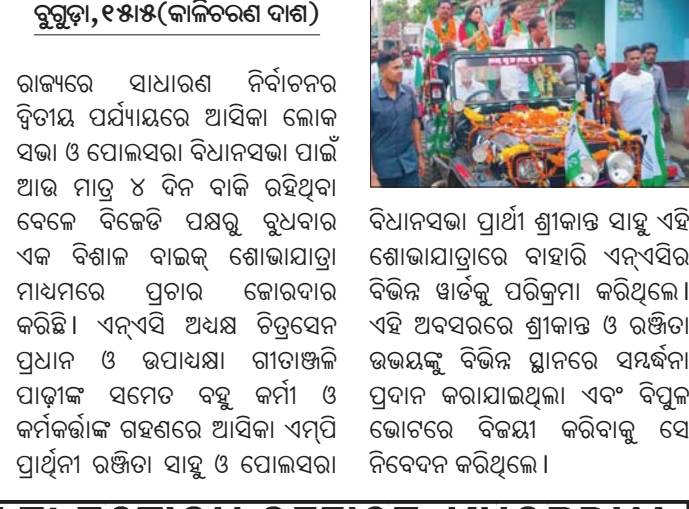 ବୁଗୁଡ଼ା,୧୫ା୫(କାଳିଚରଣ ଦାଶ)
ରାଜ୍ୟରେ ସାଧାରଣ ନିର୍ବାଚନର
ଦ୍ୱିତୀୟ ପର୍ଯ୍ୟାୟରେ ଆସିକା ଲୋକ
ସଭା ଓ ପୋଲସରା ବିଧାନସଭା ପାଇଁ
ଆଉ ମାତ୍ର ୪ ଦିନ ବାକି ରହିଥିବା
ବେଳେ ବିଜେଡି ପକ୍ଷରୁ ବୁଧବାର
ଏକ ବିଶାଳ ବାଇକ୍ ଶୋଭାଯାତ୍ରା
ମାଧ୍ୟମରେ ପ୍ରଚାର ଜୋରଦାର
କରିଛି। ଏନ୍ଏସି ଅଧ୍ୟକ୍ଷ ଚିତ୍ରସେନ
ପ୍ରଧାନ ଓ ଉପାଧ୍ୟକ୍ଷା ଗୀତାଞ୍ଜଳି
ପାଢ଼ୀଙ୍କ ସମେତ ବହୁ କର୍ମୀ ଓ
କର୍ମକର୍ତ୍ତାଙ୍କ ଗହଣରେ ଆସିକା ଏମ୍ପି
ପ୍ରାର୍ଥିନୀ ରଞ୍ଜିତା ସାହୁ ଓ ପୋଲସରା
ବିଧାନସଭା ପ୍ରାର୍ଥୀ ଶ୍ରୀକାନ୍ତ ସାହୁ ଏହି
ଶୋଭାଯାତ୍ରାରେ ବାହାରି ଏନ୍ଏସିର
ବିଭିନ୍ନ ୱାର୍ଡକୁ ପରିକ୍ରମା କରିଥିଲେ।
ଏହି ଅବସରରେ ଶ୍ରୀକାନ୍ତ ଓ ରଞ୍ଜିତା
ଉଭୟଙ୍କୁ ବିଭିନ୍ନ ସ୍ଥାନରେ ସମ୍ବର୍ଦ୍ଧନା
ପ୍ରଦାନ କରାଯାଇଥିଲା ଏବଂ ବିପୁଳ
ଭୋଟରେ ବିଜୟୀ କରିବାକୁ ସେ
ନିବେଦନ କରିଥିଲେ।